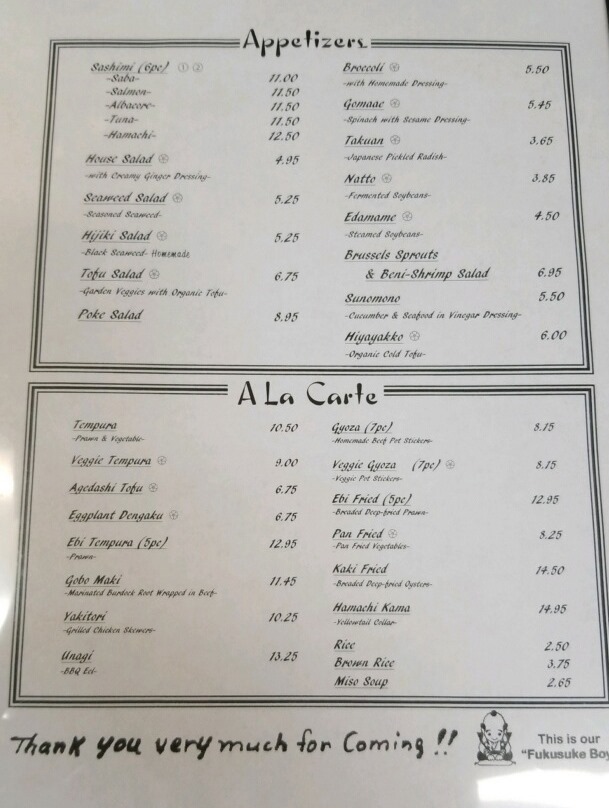 Appetizers
Sashimi (6pc) ① ②
-Saba- 11.00
-Salmon- 11.50
-Albacore- 11.50
-Tuna- 11.50
-Hamachi- 12.50
House Salad 4.95
-with Creamy Ginger Dressing-
Seaweed Salad 5.25
-Seasoned Seaweed-
Hijiki Salad 5.25
-Black Seaweed- Homemade
Tofu Salad 6.75
-Garden Veggies with Organic Tofu-
Poke Salad 8.95
Broccoli 5.50
-with Homemade Dressing-
Gomaae 5.45
-Spinach with Sesame Dressing-
Takuan 3.65
-Japanese Pickled Radish-
Natto 3.85
-Fermented Soybeans-
Edamame 4.50
-Steamed Soybeans-
Brussels Sprouts
& Beni-Shrimp Salad 6.95
Sunomono 5.50
-Cucumber & Seafood in Vinegar Dressing-
Hiyayakko 6.00
-Organic Cold Tofu-
A La Carte
Tempura 10.50
-Prawn & Vegetable-
Veggie Tempura 9.00
Agedashi Tofu 6.75
Eggplant Dengaku 6.75
Ebi Tempura (5pc) 12.95
-Prawn-
Gobo Maki 11.45
-Marinated Burdock Root Wrapped in Beef-
Yakitori 10.25
-Grilled Chicken Skewers-
Unagi 13.25
-BBQ Eel-
Gyoza (7pc) 8.15
-Homemade Beef Pot Stickers-
Veggie Gyoza (7pc) 8.15
-Veggie Pot Stickers-
Ebi Fried (5pc) 12.95
-Breaded Deep-fried Prawn-
Pan Fried 8.25
-Pan Fried Vegetables-
Kaki Fried 14.50
-Breaded Deep-fried Oysters-
Hamachi Kama 14.95
-Yellowtail Collar-
Rice 2.50
Brown Rice 3.75
Miso Soup 2.65
Thank you very much for Coming !!
This is our
"Fukusuke Boy